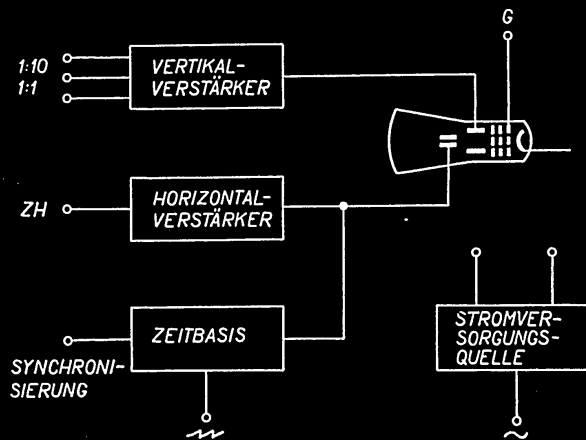 G
1:10
1:1
VERTIKAL-
VERSTÄRKER
ZH
HORIZONTAL-
VERSTÄRKER
SYNCHRONI-
SIERUNG
ZEITBASIS
STROMVER-
SORGUNGS-
QUELLE
~